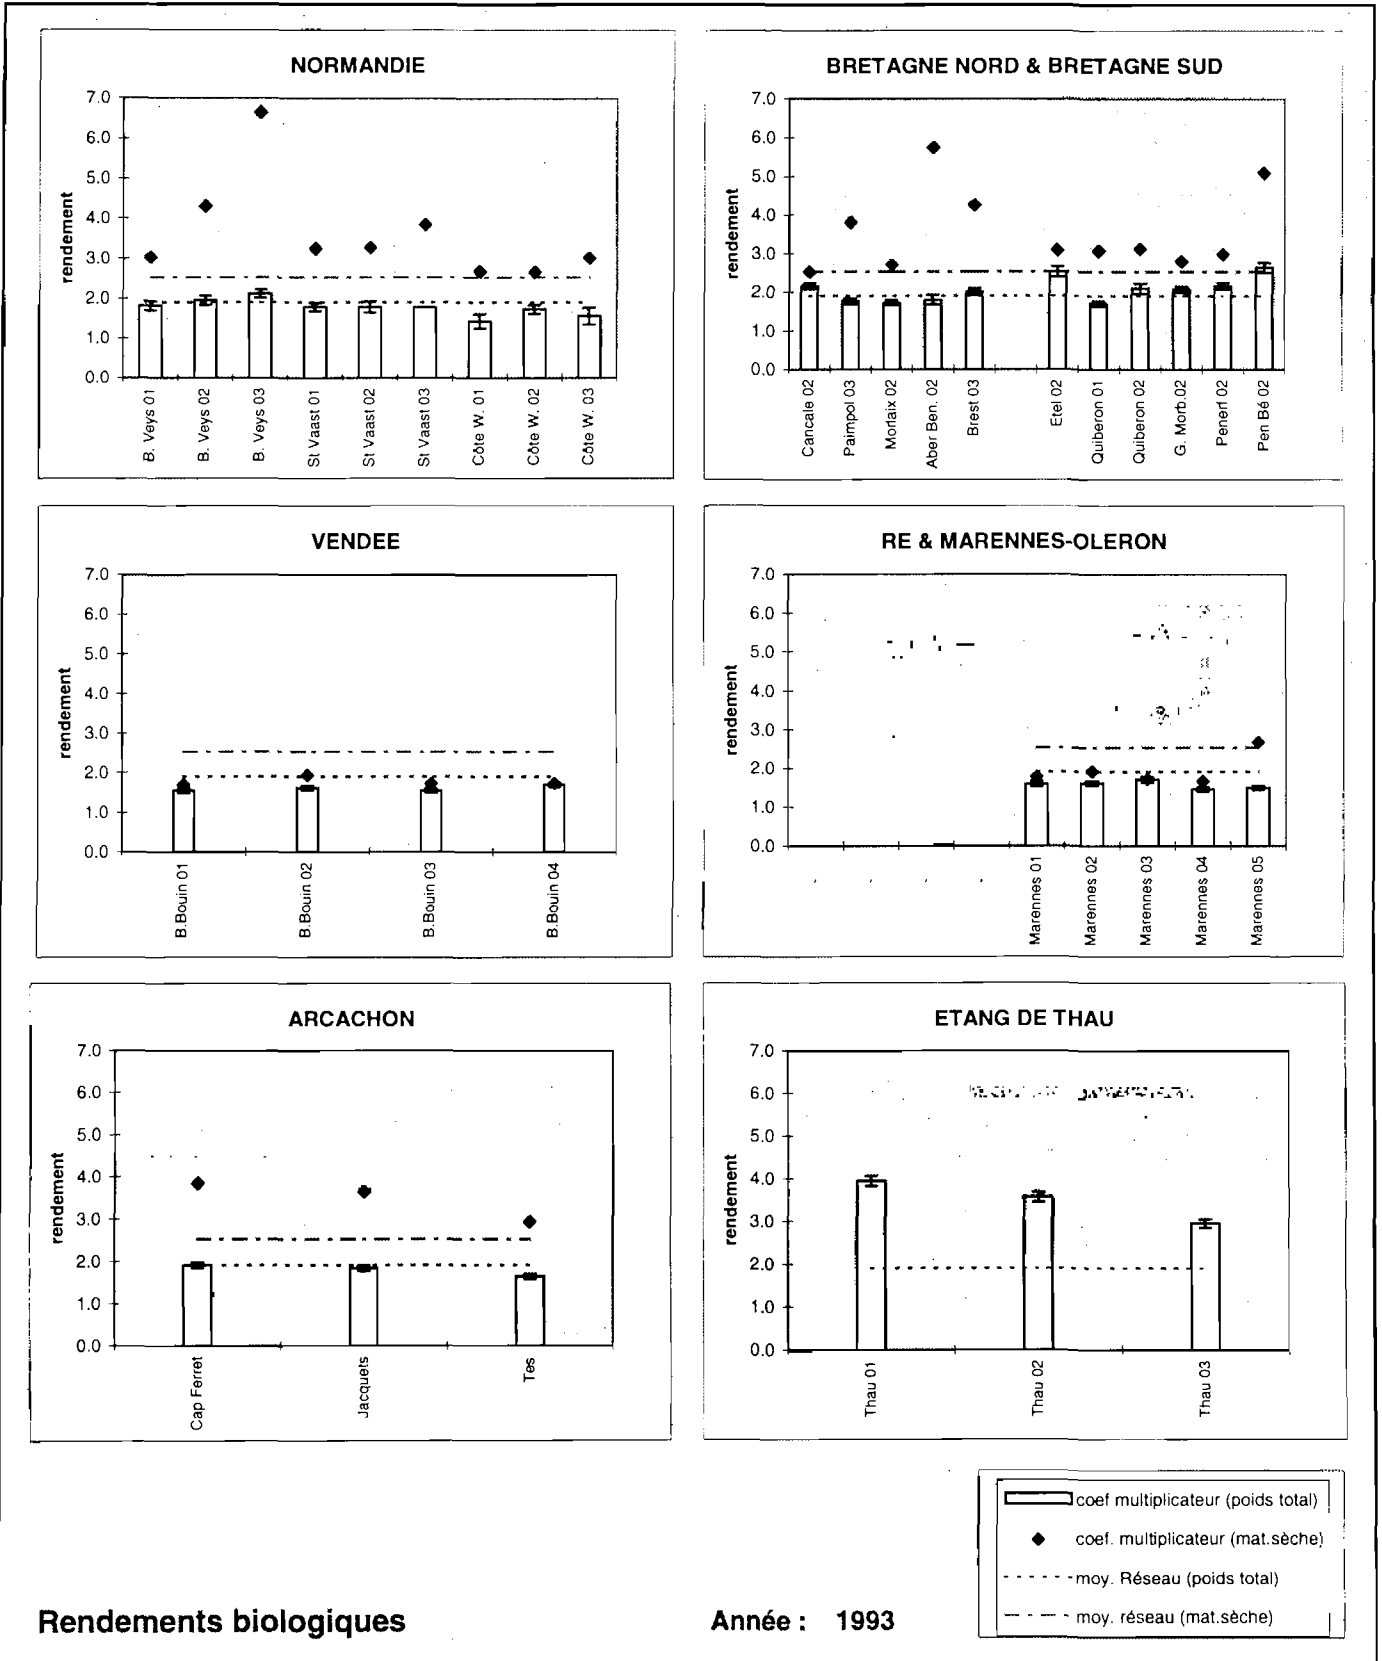 NORMANDIE
rendement
7.0
6.0
5.0
4.0
3.0
2.0
1.0
0.0
B. Veys 01
B. Veys 02
B. Veys 03
St Vaast 01
St Vaast 02
St Vaast 03
Côte W. 01
Côte W. 02
Côte W. 03
BRETAGNE NORD & BRETAGNE SUD
rendement
7.0
6.0
5.0
4.0
3.0
2.0
1.0
0.0
Cancale 02
Paimpol 03
Morlaix 02
Aber Ben. 02
Brest 03
Etel 02
Quiberon 01
Quiberon 02
G. Morb.02
Penerf 02
Pen Bé 02
VENDEE
rendement
7.0
6.0
5.0
4.0
3.0
2.0
1.0
0.0
B.Bouin 01
B.Bouin 02
B.Bouin 03
B.Bouin 04
RE & MARENNES-OLERON
rendement
7.0
6.0
5.0
4.0
3.0
2.0
1.0
0.0
Marennes 01
Marennes 02
Marennes 03
Marennes 04
Marennes 05
ARCACHON
rendement
7.0
6.0
5.0
4.0
3.0
2.0
1.0
0.0
Cap Ferret
Jacquets
Tes
ETANG DE THAU
rendement
7.0
6.0
5.0
4.0
3.0
2.0
1.0
0.0
Thau 01
Thau 02
Thau 03
coef multiplicateur (poids total)
coef. multiplicateur (mat.sèche)
moy. Réseau (poids total)
moy. réseau (mat.sèche)
Rendements biologiques
Année : 1993